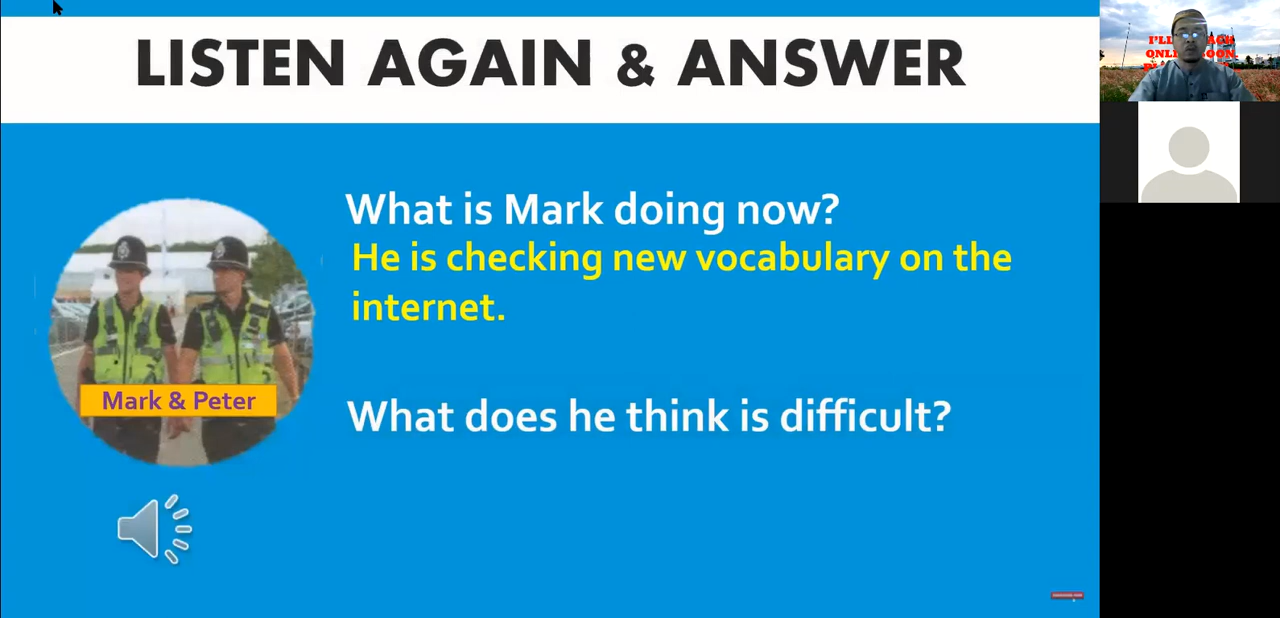 LISTEN AGAIN & ANSWER
What is Mark doing now?
He is checking new vocabulary on the
internet.
Mark & Peter
What does he think is difficult?
I'LL